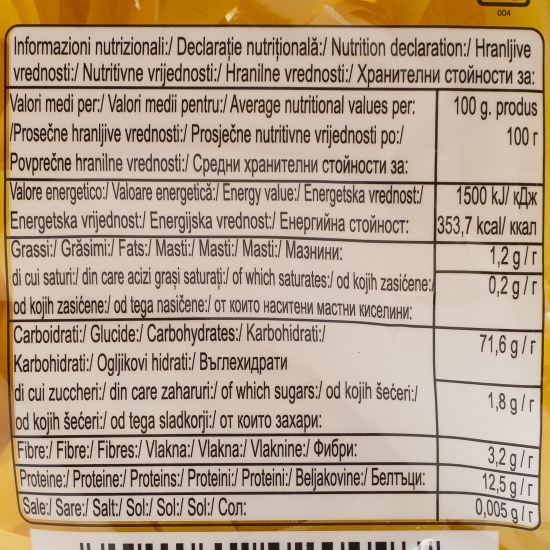 004
Informazioni nutrizionali:/ Declarație nutrițională:/ Nutrition declaration:/ Hranljive
vrednosti:/ Nutritivne vrijednosti:/ Hranilne vrednosti:/ Хранителни стойности за:
Valori medi per:/ Valori medii pentru:/ Average nutritional values per:
/Prosečne hranljive vrednosti:/ Prosječne nutritivne vrijednosti po:/
Povprečne hranilne vrednosti:/ Средни хранителни стойности за:
100 g. produs
100 г
Valore energetico:/ Valoare energetică:/ Energy value:/ Energetska vrednost:/
Energetska vrijednost:/ Energijska vrednost:/ Енергийна стойност:
1500 kJ/ кДж
353,7 kcal/ ккал
Grassi:/ Grăsimi:/ Fats:/ Masti:/ Masti:/ Masti:/ Мазнини:
1,2 g/г
di cui saturi:/ din care acizi grași saturați:/ of which saturates:/ od kojih zasićene:/
od kojih zasićene:/ od tega nasičene:/ от които наситени мастни киселини:
0,2 g/г
Carboidrati:/ Glucide:/ Carbohydrates:/ Karbohidrati:/
Karbohidrati:/ Ogljikovi hidrati:/ Въглехидрати
71,6 g/г
di cui zuccheri:/ din care zaharuri:/ of which sugars:/ od kojih šećeri:/
od kojih šećeri:/ od tega sladkorji:/ от които захари:
1,8 g/г
Fibre:/ Fibre:/ Fibres:/ Vlakna:/ Vlakna:/ Vlaknine:/ Фибри:
3,2 g/г
Proteine:/ Proteine:/ Proteins:/ Proteini:/ Proteini:/ Beljakovine:/ Белтъци:
12,5 g/г
Sale:/ Sare:/ Salt:/ Sol:/ Sol:/ Sol:/ Сол:
0,005 g/г